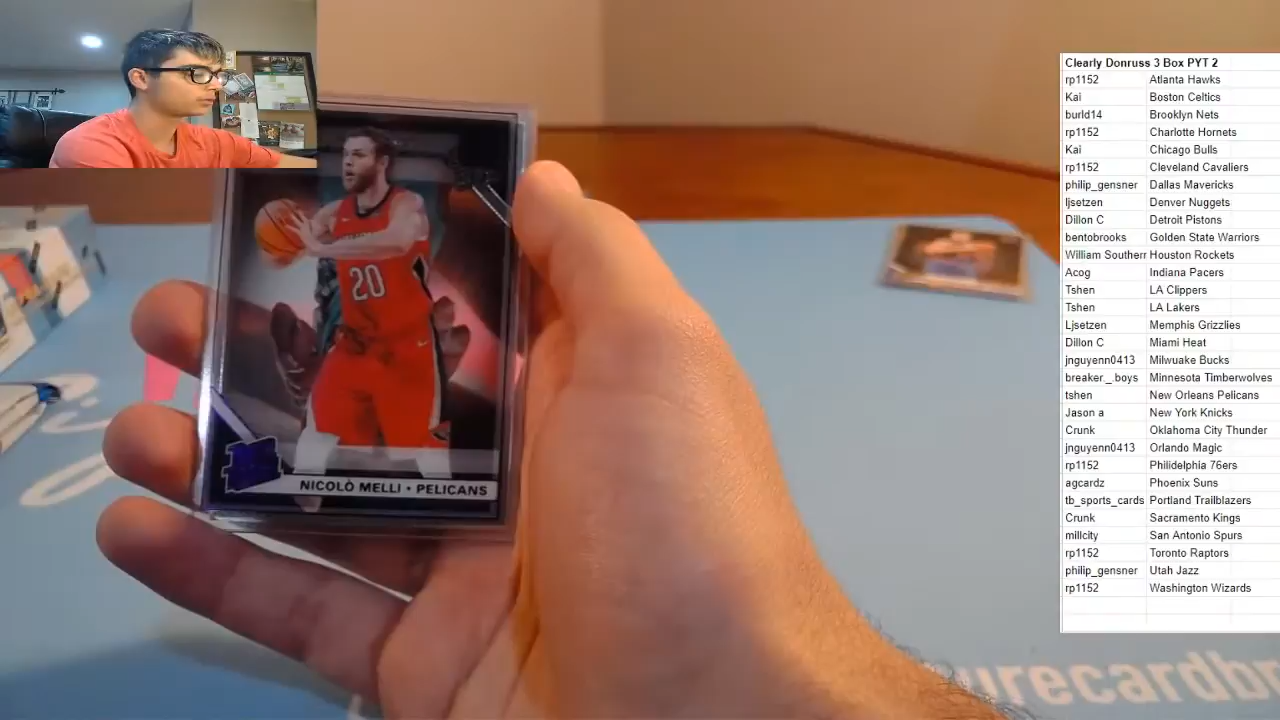 Clearly Donruss 3 Box PYT 2
rp1152 Atlanta Hawks
Kai Boston Celtics
burld14 Brooklyn Nets
rp1152 Charlotte Hornets
Kai Chicago Bulls
rp1152 Cleveland Cavaliers
philip_gensner Dallas Mavericks
ljsetzen Denver Nuggets
Dillon C Detroit Pistons
bentobrooks Golden State Warriors
William Southerr Houston Rockets
Acog Indiana Pacers
Tshen LA Clippers
Tshen LA Lakers
Ljsetzen Memphis Grizzlies
Dillon C Miami Heat
jnguyenn0413 Milwuake Bucks
breaker_.boys Minnesota Timberwolves
tshen New Orleans Pelicans
Jason a New York Knicks
Crunk Oklahoma City Thunder
jnguyenn0413 Orlando Magic
rp1152 Philidelphia 76ers
agcardz Phoenix Suns
tb_sports_cards Portland Trailblazers
Crunk Sacramento Kings
millcity San Antonio Spurs
rp1152 Toronto Raptors
philip_gensner Utah Jazz
rp1152 Washington Wizards
20
NICOLÒ MELLI • PELICANS
urecardbr